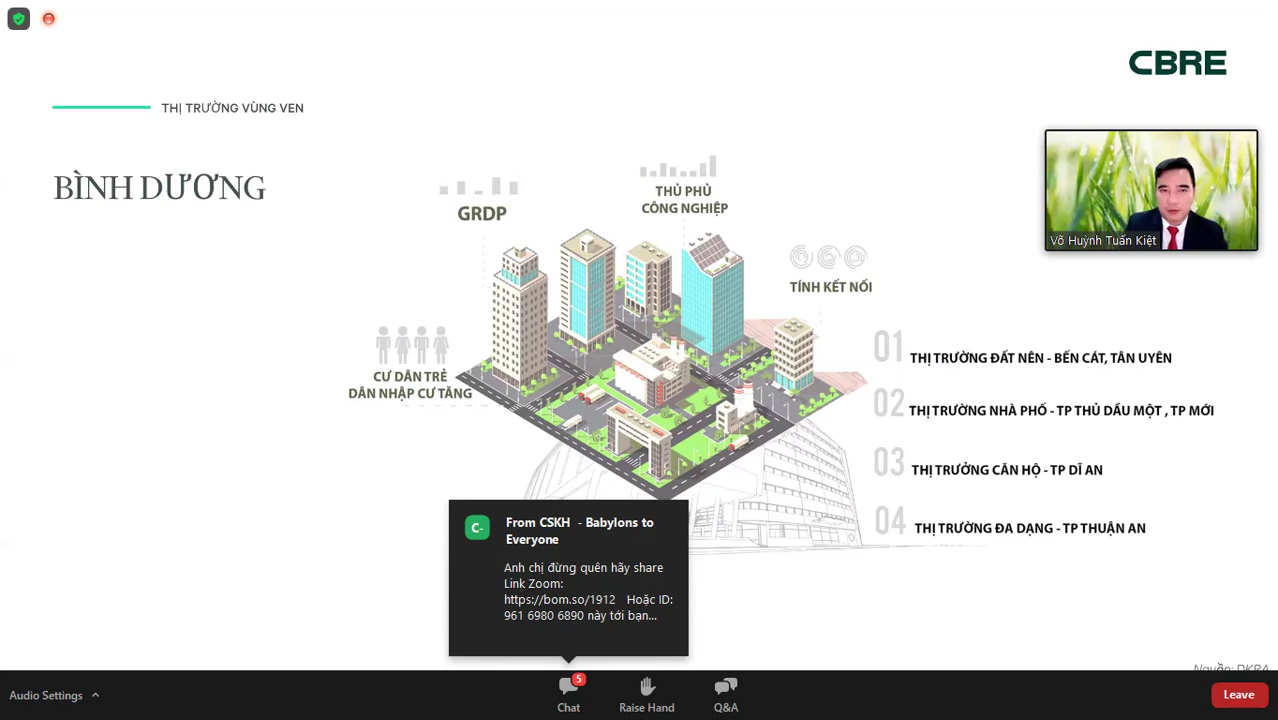 CBRE
THỊ TRƯỜNG VÙNG VEN
BÌNH DƯƠNG
GRDP
THỦ PHỦ
CÔNG NGHIỆP
Võ Huỳnh Tuấn Kiệt
TÍNH KẾT NỐI
CƯ DÂN TRẺ
DÂN NHẬP CƯ TĂNG
01 THỊ TRƯỜNG ĐẤT NỀN - BẾN CÁT, TÂN UYÊN
02 THỊ TRƯỜNG NHÀ PHỐ - TP THỦ DẦU MỘT , TP MỚI
03 THỊ TRƯỜNG CĂN HỘ - TP DĨ AN
04 THỊ TRƯỜNG ĐA DẠNG - TP THUẬN AN
C-
From CSKH - Babylons to
Everyone
Anh chị đừng quên hãy share
Link Zoom:
https://bom.so/1912 Hoặc ID:
961 6980 6890 này tới bạn...
Nguồn: DKRA
Audio Settings
5
Chat
Raise Hand
Q&A
Leave